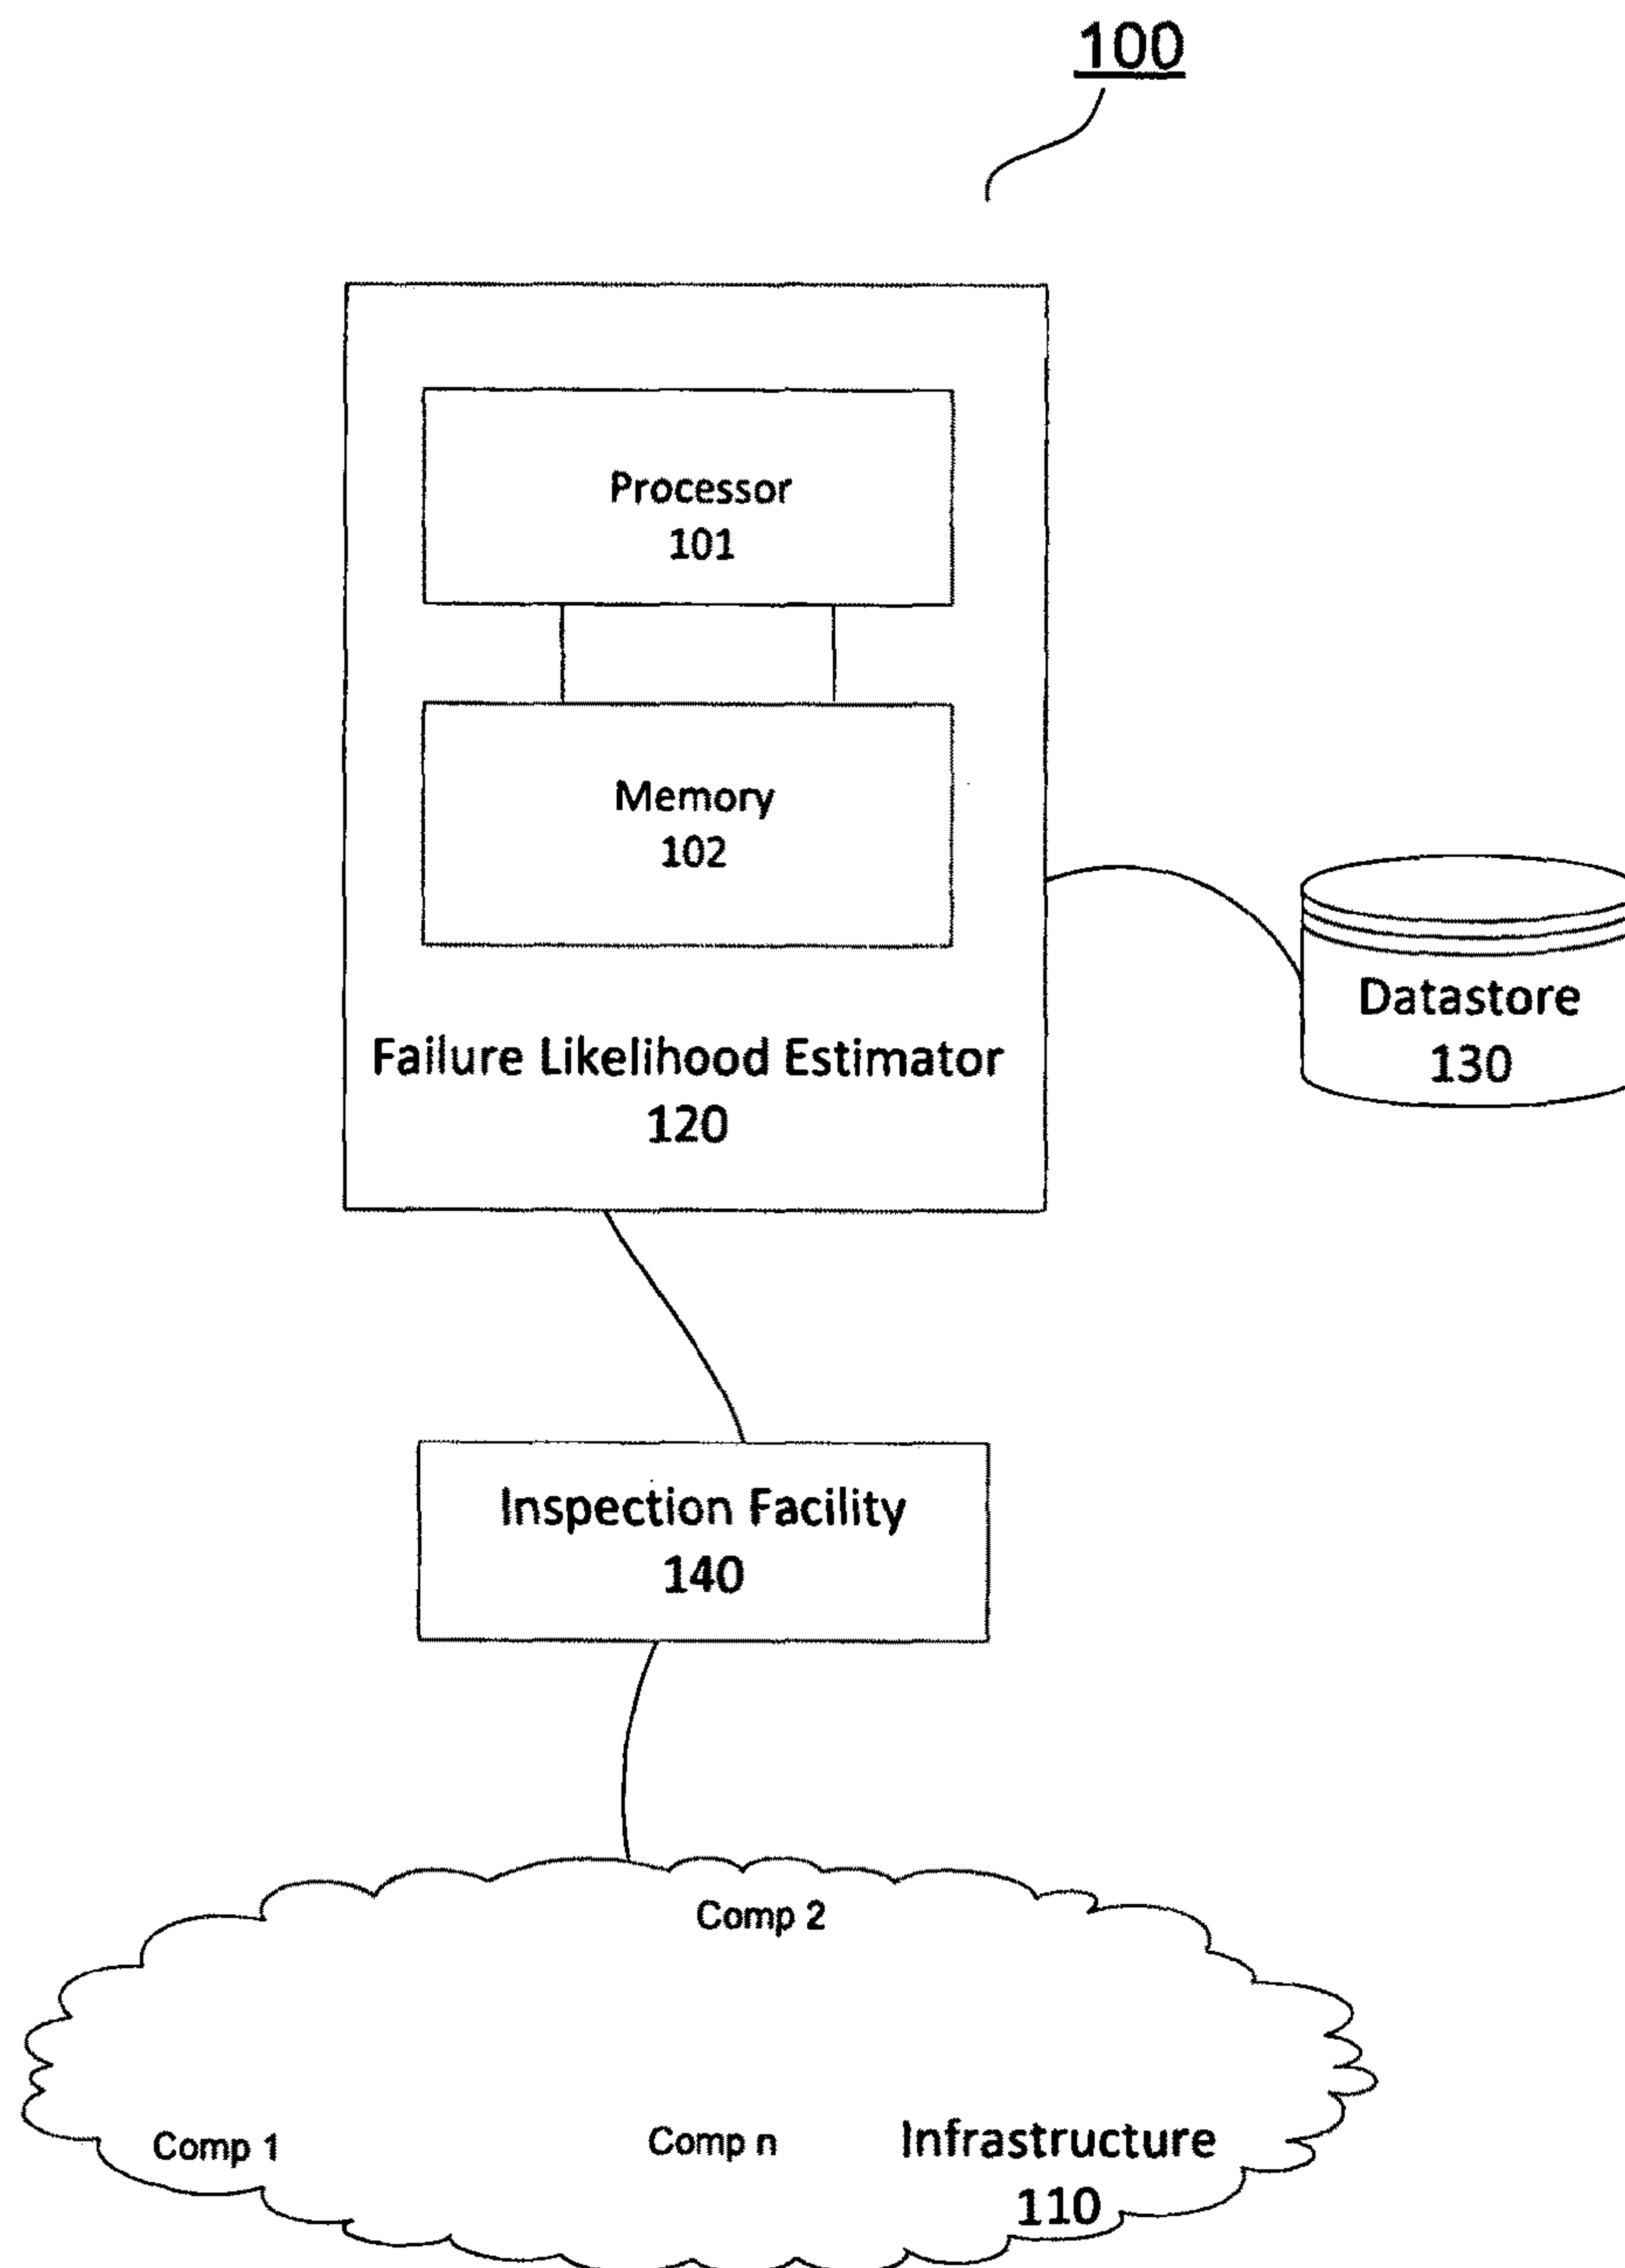 100
Processor
101
Memory
102
Failure Likelihood Estimator
120
Datastore
130
Inspection Facility
140
Comp 2
Comp 1
Comp n
Infrastructure
110